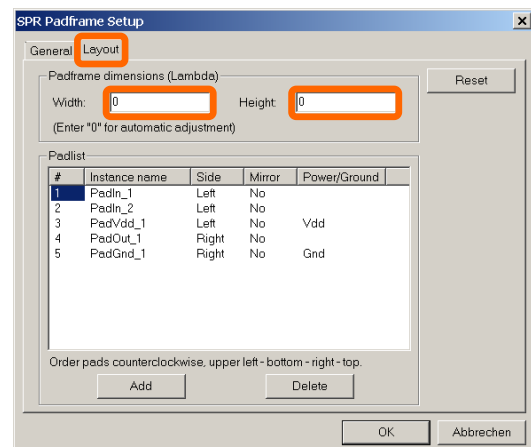 SPR Padframe Setup
General Layout
Padframe dimensions (Lambda)
Width: 0 Height: 0
(Enter "0" for automatic adjustment)
Reset
Padlist
# Instance name Side Mirror Power/Ground
1 PadIn_1 Left No
2 PadIn_2 Left No
3 PadVdd_1 Left No Vdd
4 PadOut_1 Right No
5 PadGnd_1 Right No Gnd
Order pads counterclockwise, upper left - bottom - right - top.
Add Delete
OK Abbrechen